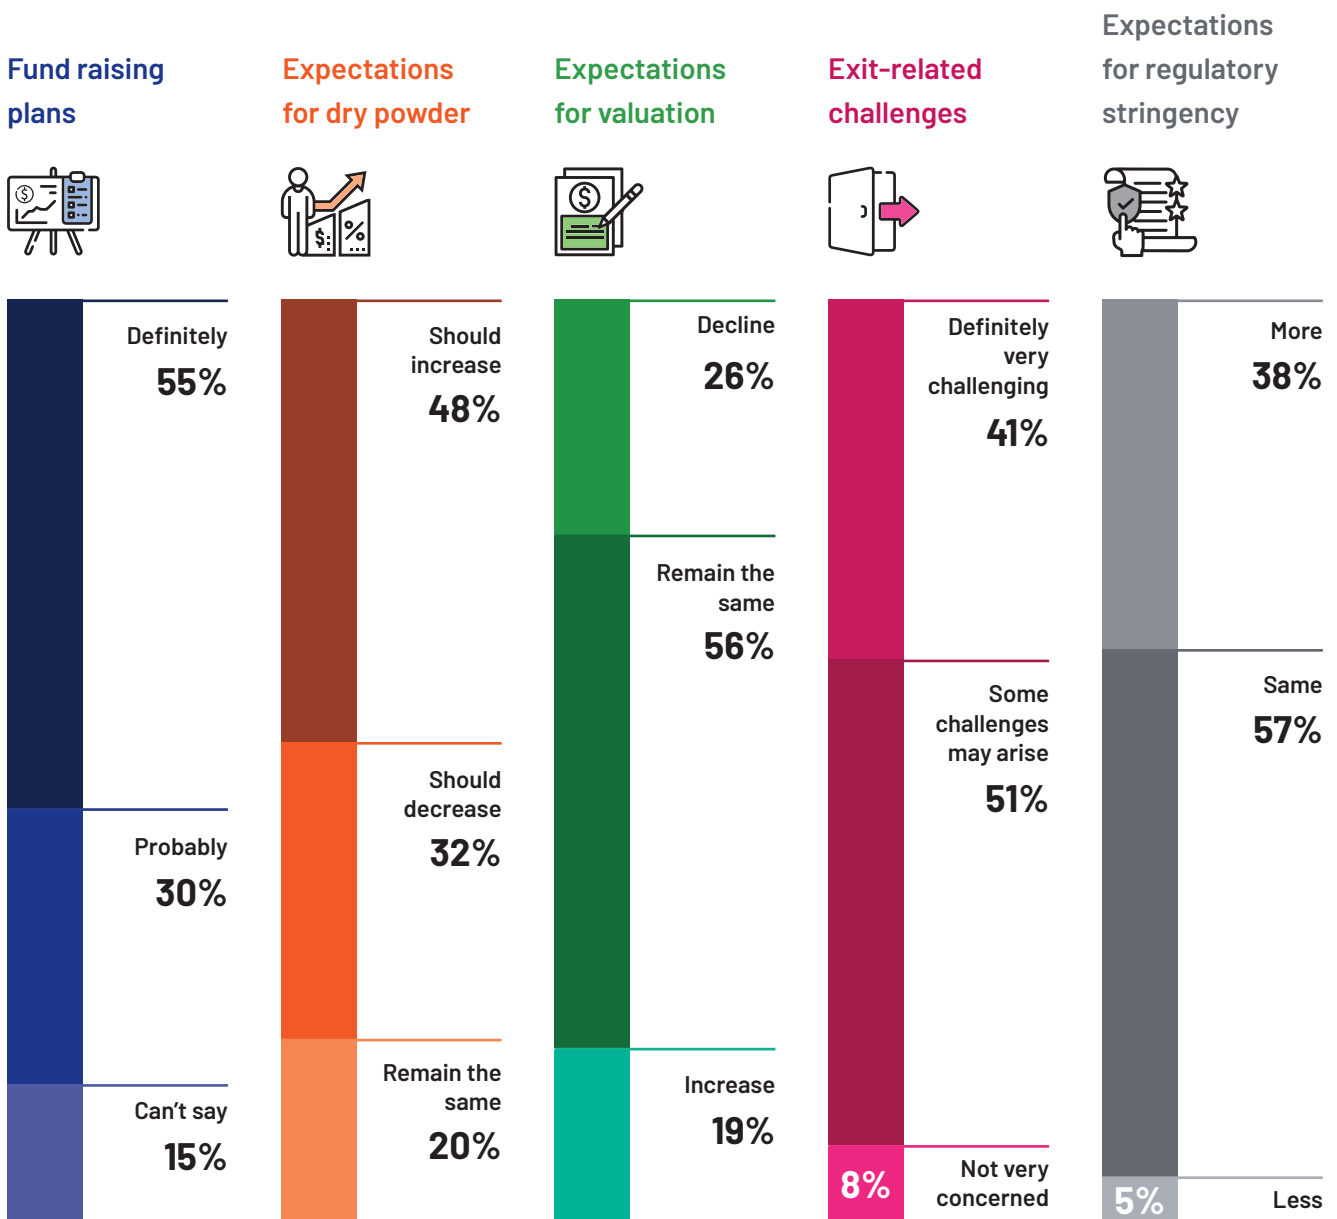 Fund raising
plans
Definitely
55%
Probably
30%
Can't say
15%
Expectations
for dry powder
$:
%
Should
increase
48%
Should
decrease
32%
Remain the
same
20%
Expectations
for valuation
$
Decline
26%
Remain the
same
56%
Increase
19%
Exit-related
challenges
Definitely
very
challenging
41%
Some
challenges
may arise
51%
8%
Not very
concerned
Expectations
for regulatory
stringency
More
38%
Same
57%
5%
Less